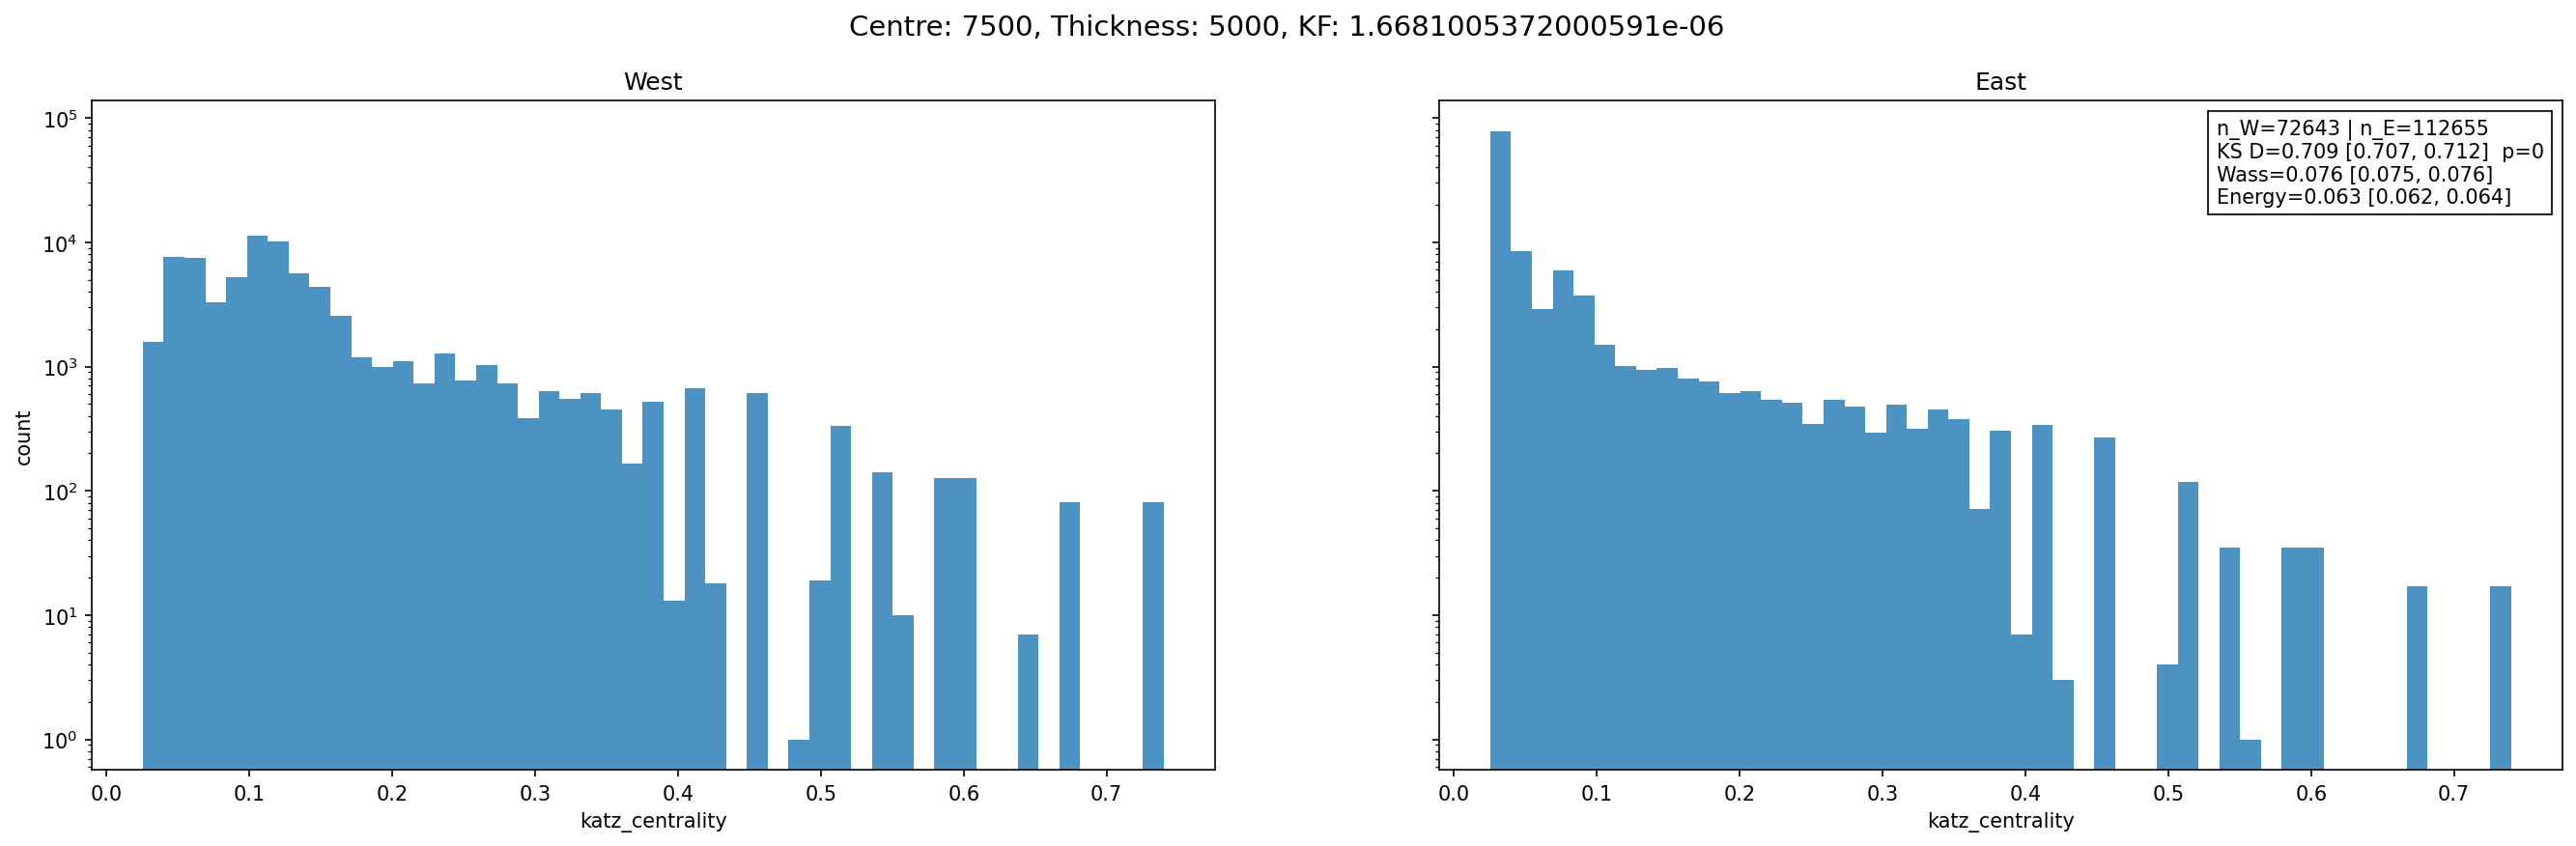 Centre: 7500, Thickness: 5000, KF: 1.6681005372000591e-06
West
10^5
10^4
10^3
10^2
10^1
10^0
count
0.0 0.1 0.2 0.3 0.4 0.5 0.6 0.7
katz_centrality
East
n_W=72643 | n_E=112655
KS D=0.709 [0.707, 0.712]  p=0
Wass=0.076 [0.075, 0.076]
Energy=0.063 [0.062, 0.064]
0.0 0.1 0.2 0.3 0.4 0.5 0.6 0.7
katz_centrality